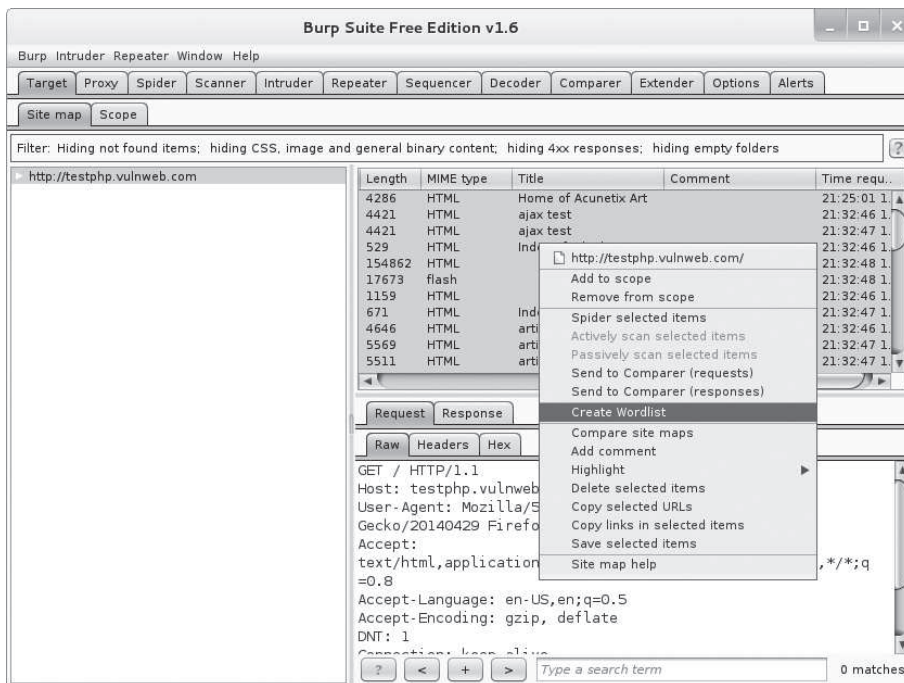 Burp Suite Free Edition v1.6
Burp Intruder Repeater Window Help
Target Proxy Spider Scanner Intruder Repeater Sequencer Decoder Comparer Extender Options Alerts
Site map Scope
Filter: Hiding not found items; hiding CSS, image and general binary content; hiding 4xx responses; hiding empty folders
?
http://testphp.vulnweb.com
Length MIME type Title Comment Time requ..
4286 HTML Home of Acunetix Art 21:25:01 1.
4421 HTML ajax test 21:32:46 1.
4421 HTML ajax test 21:32:47 1.
529 HTML 21:32:46 1.
154862 HTML 21:32:48 1.
17673 flash 21:32:48 1.
1159 HTML 21:32:46 1.
671 HTML Ind 21:32:47 1.
4646 HTML arti 21:32:46 1.
5569 HTML arti 21:32:47 1.
5511 HTML arti 21:32:47 1.
http://testphp.vulnweb.com/
Add to scope
Remove from scope
Spider selected items
Actively scan selected items
Passively scan selected items
Send to Comparer (requests)
Send to Comparer (responses)
Create Wordlist
Compare site maps
Add comment
Highlight
Delete selected items
Copy selected URLs
Copy links in selected items
Save selected items
Site map help
Request Response
Raw Headers Hex
GET / HTTP/1.1
Host: testphp.vulnweb
User-Agent: Mozilla/5
Gecko/20140429 Firefo
Accept:
text/html,application ,*/*;q
=0.8
Accept-Language: en-US,en;q=0.5
Accept-Encoding: gzip, deflate
DNT: 1
Connection: keep-alive
? < + > Type a search term 0 matches